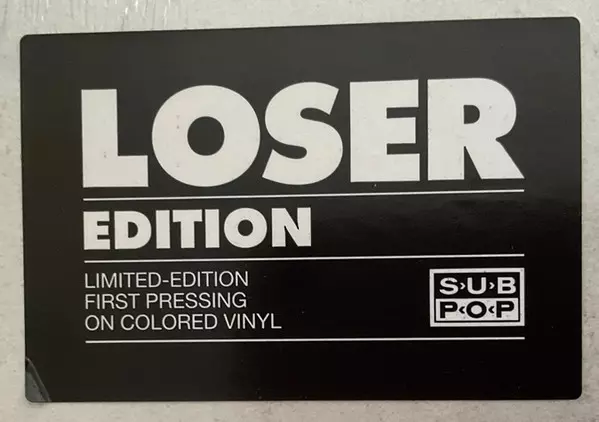 LOSER
EDITION
LIMITED-EDITION
FIRST PRESSING
ON COLORED VINYL
S•U•B
P•O•P